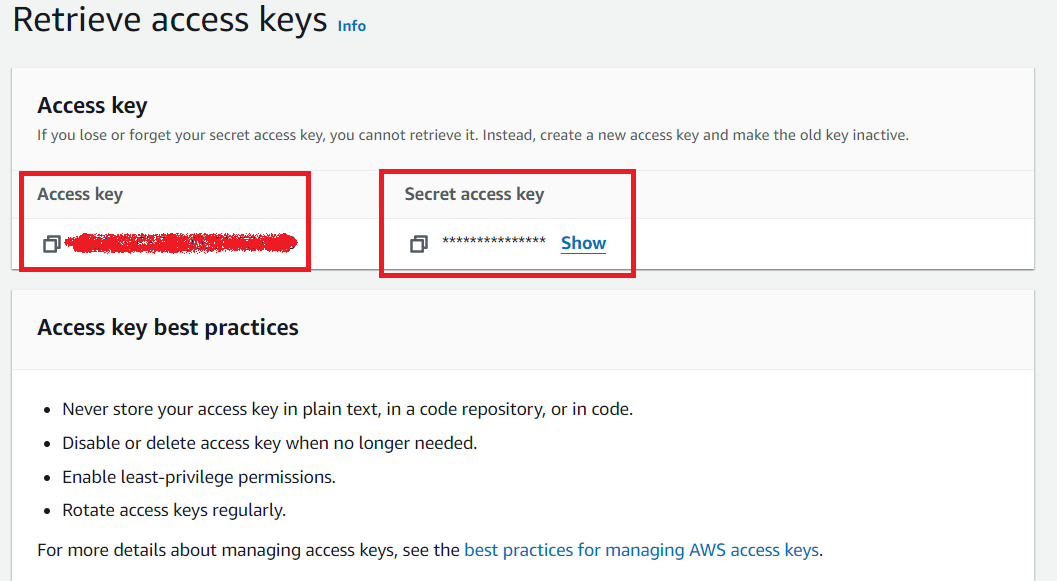 Retrieve access keys Info
Access key
If you lose or forget your secret access key, you cannot retrieve it. Instead, create a new access key and make the old key inactive.
Access key Secret access key
*************** Show
Access key best practices
• Never store your access key in plain text, in a code repository, or in code.
• Disable or delete access key when no longer needed.
• Enable least-privilege permissions.
• Rotate access keys regularly.
For more details about managing access keys, see the best practices for managing AWS access keys.